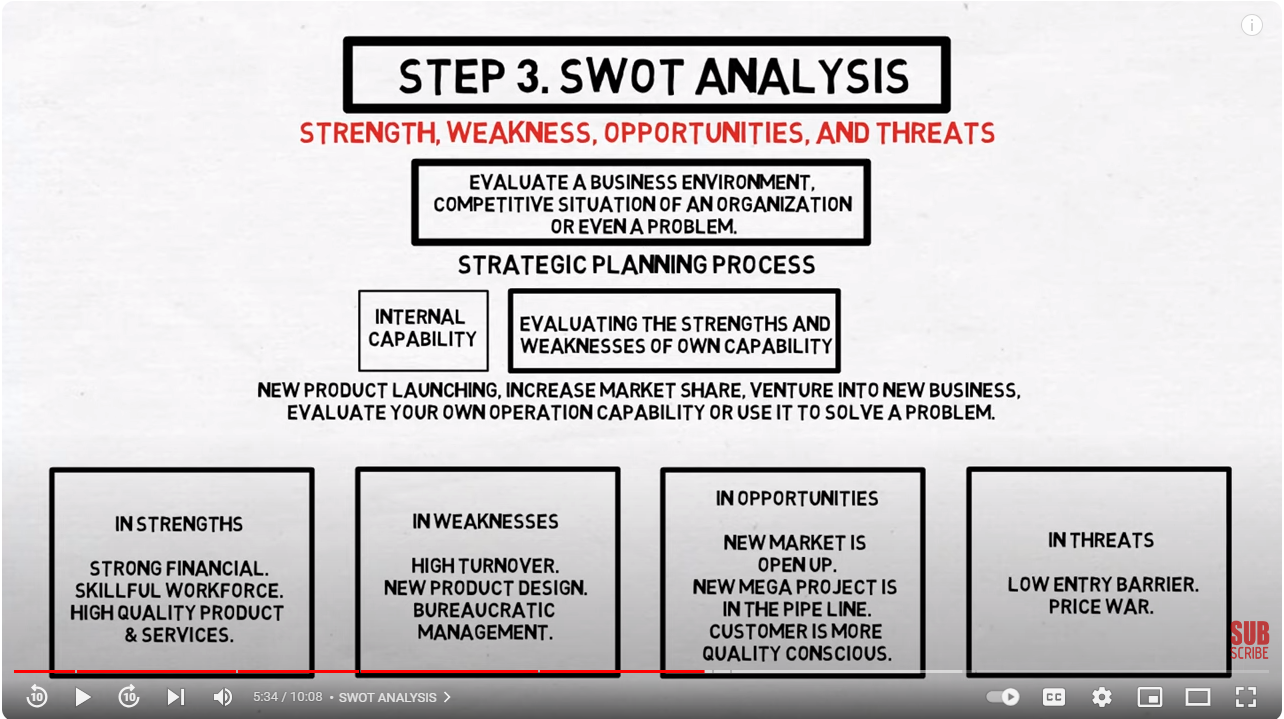 STEP 3. SWOT ANALYSIS
STRENGTH, WEAKNESS, OPPORTUNITIES, AND THREATS
EVALUATE A BUSINESS ENVIRONMENT,
COMPETITIVE SITUATION OF AN ORGANIZATION
OR EVEN A PROBLEM.
STRATEGIC PLANNING PROCESS
INTERNAL
CAPABILITY
EVALUATING THE STRENGTHS AND
WEAKNESSES OF OWN CAPABILITY
NEW PRODUCT LAUNCHING, INCREASE MARKET SHARE, VENTURE INTO NEW BUSINESS,
EVALUATE YOUR OWN OPERATION CAPABILITY OR USE IT TO SOLVE A PROBLEM.
IN STRENGTHS
STRONG FINANCIAL.
SKILLFUL WORKFORCE.
HIGH QUALITY PRODUCT
& SERVICES.
IN WEAKNESSES
HIGH TURNOVER.
NEW PRODUCT DESIGN.
BUREAUCRATIC
MANAGEMENT.
IN OPPORTUNITIES
NEW MARKET IS
OPEN UP.
NEW MEGA PROJECT IS
IN THE PIPE LINE.
CUSTOMER IS MORE
QUALITY CONSCIOUS.
IN THREATS
LOW ENTRY BARRIER.
PRICE WAR.
SUB
SCRIBE
10
10
5:34 / 10:08 • SWOT ANALYSIS
CC